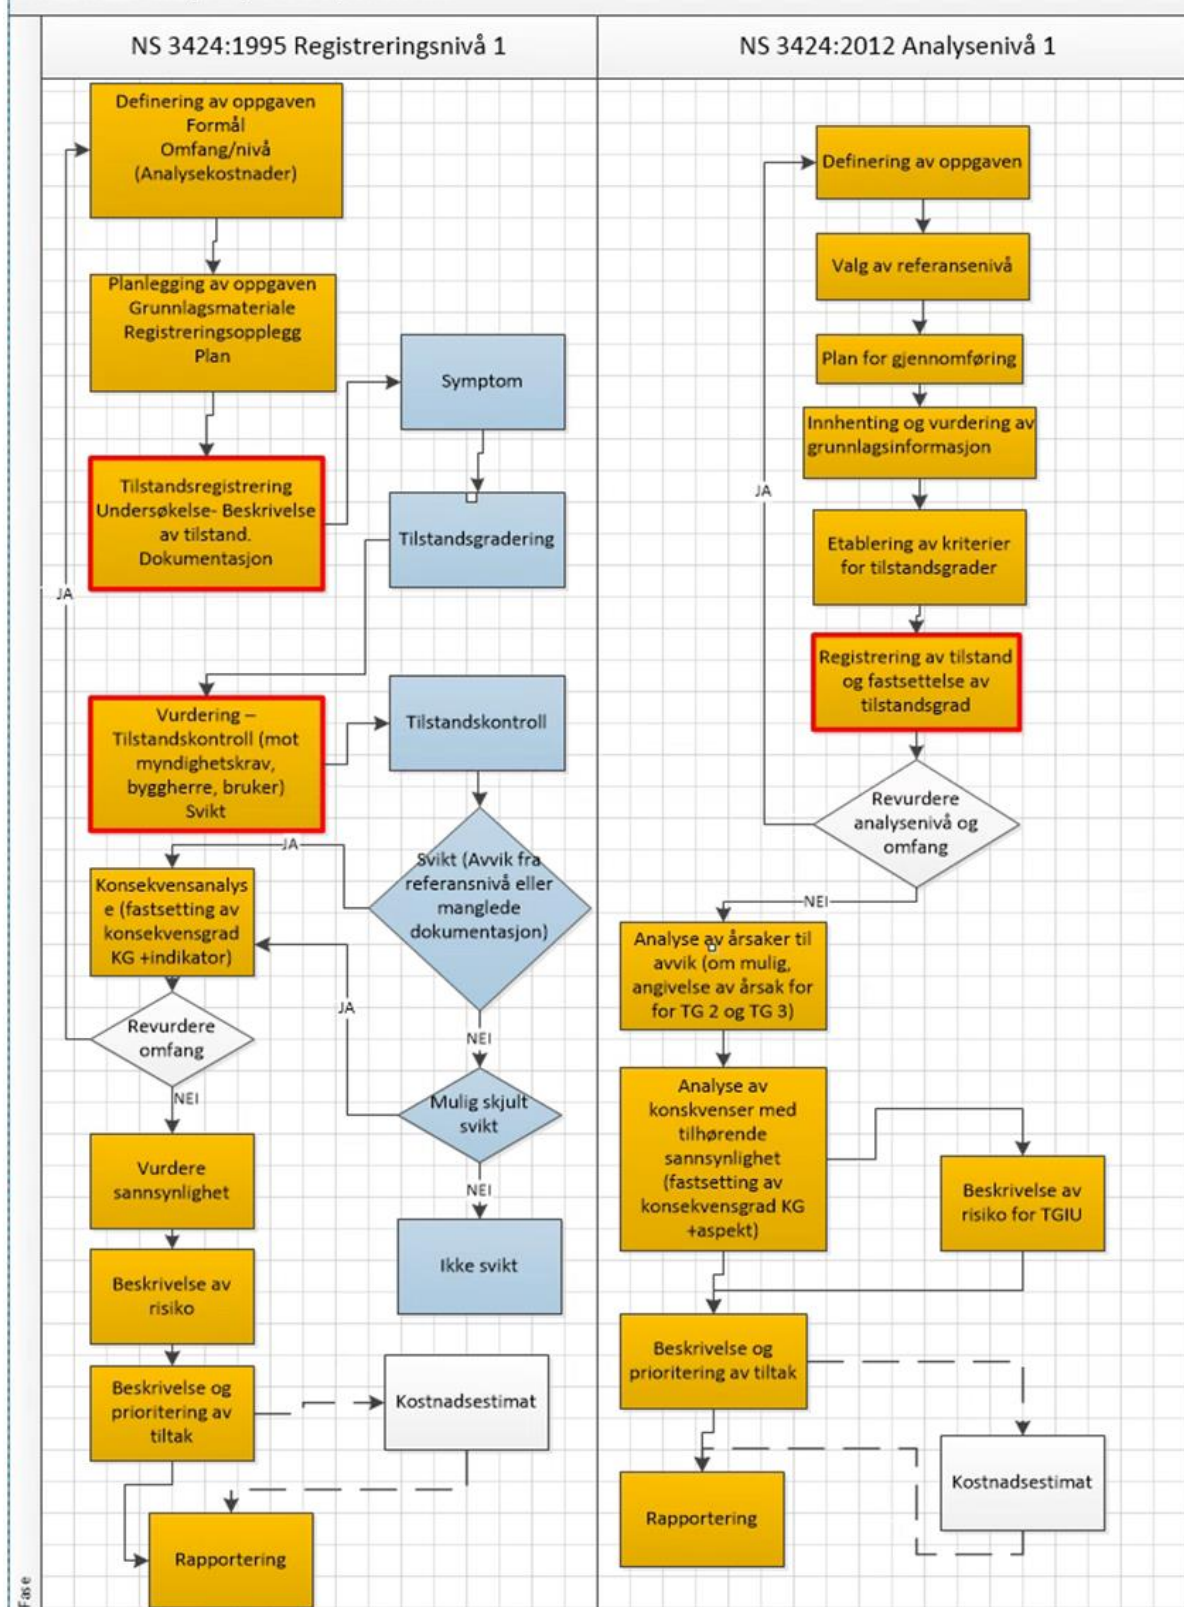 NS 3424:1995 Registreringsnivå 1
Definering av oppgaven
Formål
Omfang/nivå
(Analysekostnader)
Planlegging av oppgaven
Grunnlagsmateriale
Registreringsopplegg
Plan
Symptom
Tilstandsregistrering
Undersøkelse- Beskrivelse
av tilstand.
Dokumentasjon
Tilstandsgradering
JA
Vurdering –
Tilstandskontroll (mot
myndighetskrav,
byggherre, bruker)
Svikt
Tilstandskontroll
JA
Svikt (Avvik fra
referansnivå eller
manglede
dokumentasjon)
Konsekvensanalys
e (fastsetting av
konsekvensgrad
KG +indikator)
JA
Revurdere
omfang
NEI
Mulig skjult
svikt
NEI
Vurdere
sannsynlighet
NEI
Ikke svikt
Beskrivelse av
risiko
Beskrivelse og
prioritering av
tiltak
Kostnadsestimat
Rapportering
Fase
NS 3424:2012 Analysenivå 1
Definering av oppgaven
Valg av referansenivå
Plan for gjennomføring
Innhenting og vurdering av
grunnlagsinformasjon
JA
Etablering av kriterier
for tilstandsgrader
Registrering av tilstand
og fastsettelse av
tilstandsgrad
Revurdere
analysenivå og
omfang
NEI
Analyse av årsaker til
avvik (om mulig,
angivelse av årsak for
for TG 2 og TG 3)
Analyse av
konskvenser med
tilhørende
sannsynlighet
(fastsetting av
konsekvensgrad KG
+aspekt)
Beskrivelse av
risiko for TGIU
Beskrivelse og
prioritering av tiltak
Kostnadsestimat
Rapportering